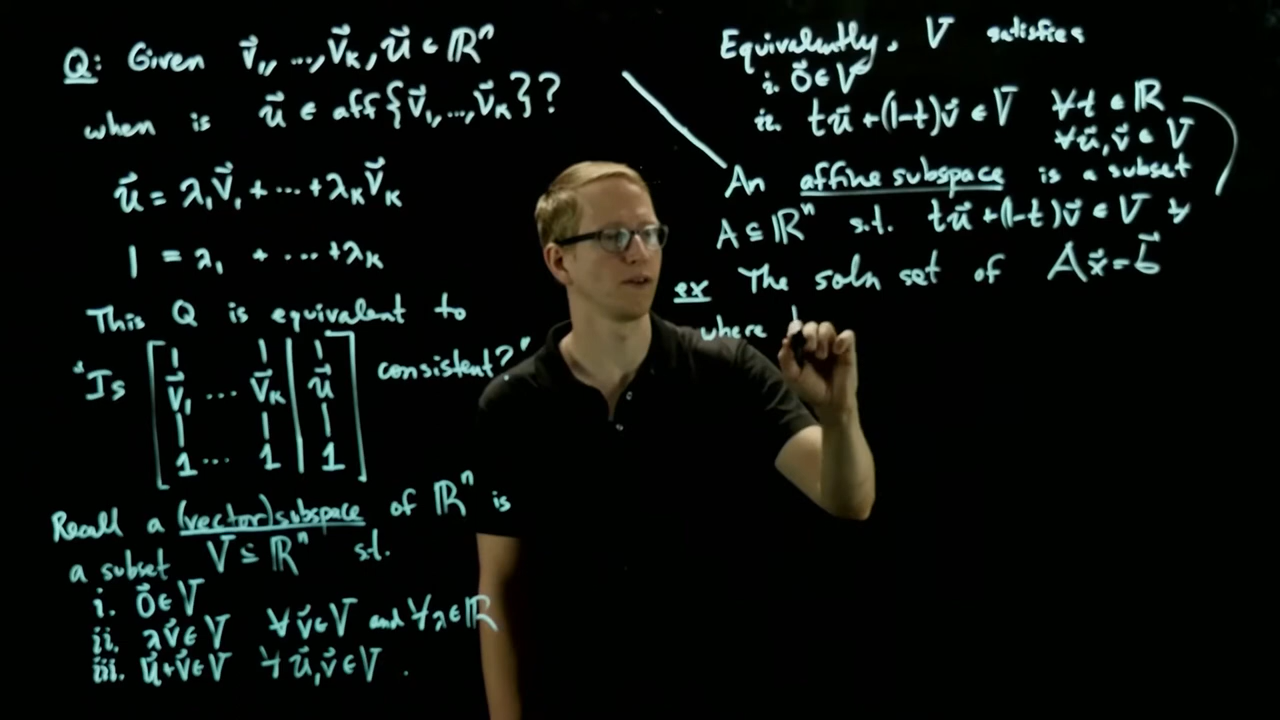 Q: Given v⃗₁, ..., v⃗ₖ, u⃗ ∈ ℝⁿ
when is u⃗ ∈ aff{v⃗₁, ..., v⃗ₖ}?
u⃗ = λ₁v⃗₁ + ... + λₖv⃗ₖ
1 = λ₁ + ... + λₖ
This Q is equivalent to
"Is [v⃗₁ ... v⃗ₖ | u⃗ consistent?"
1 ... 1 | 1]
Recall a (vector) subspace of ℝⁿ is
a subset V ⊆ ℝⁿ s.t.
i. 0⃗ ∈ V
ii. λv⃗ ∈ V ∀ v⃗ ∈ V and ∀ λ ∈ ℝ
iii. u⃗ + v⃗ ∈ V ∀ u⃗, v⃗ ∈ V.
Equivalently, V satisfies
i. 0⃗ ∈ V
ii. tu⃗ + (1-t)v⃗ ∈ V ∀ t ∈ ℝ
∀ u⃗, v⃗ ∈ V
An affine subspace is a subset
A ⊆ ℝⁿ s.t. tu⃗ + (1-t)v⃗ ∈ V ∀
ex The soln set of Ax⃗ = b⃗
where